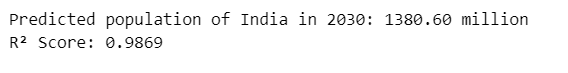 Predicted population of India in 2030: 1380.60 million
R² Score: 0.9869